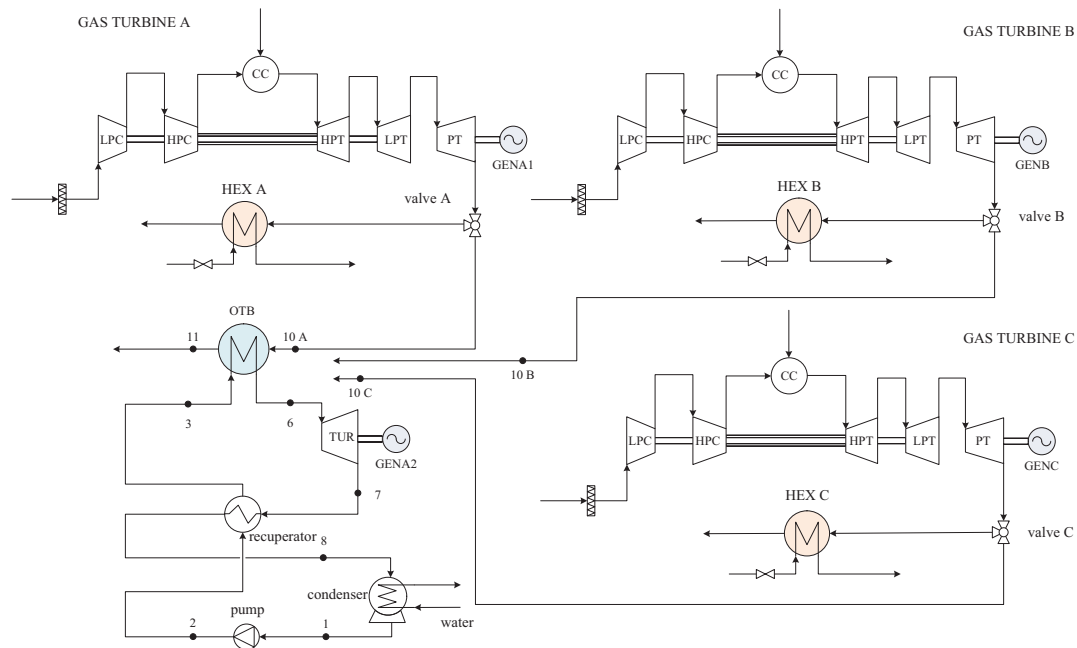 GAS TURBINE A
CC
LPC
HPC
HPT
LPT
PT
GENA1
HEX A
valve A
GAS TURBINE B
CC
LPC
HPC
HPT
LPT
PT
GENB
HEX B
valve B
OTB
11
10 A
10 B
10 C
3
6
TUR
GENA2
7
recuperator
8
condenser
water
pump
2
1
GAS TURBINE C
CC
LPC
HPC
HPT
LPT
PT
GENC
HEX C
valve C